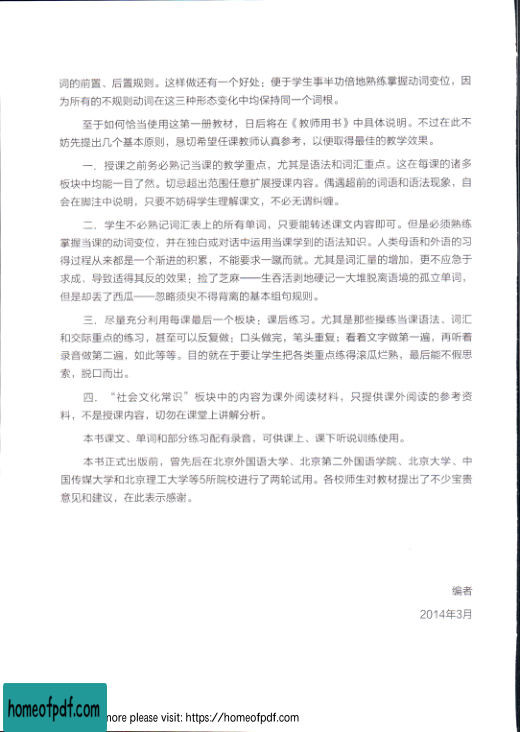 词的前置、后置规则。这样做还有一个好处：便于学生事半功倍地熟练掌握动词变位，因
为所有的不规则动词在这三种形态变化中均保持同一个词根。
至于如何恰当使用这第一册教材，日后将在《教师用书》中具体说明。不过在此不
妨先提出几个基本原则，恳切希望任课教师认真参考，以便取得最佳的教学效果。
一．授课之前务必熟记当课的教学重点，尤其是语法和词汇重点。这在每课的诸多
板块中均能一目了然。切忌超出范围任意扩展授课内容。偶遇超前的词语和语法现象，自
会在脚注中说明，只要不妨碍学生理解课文，不必无谓纠缠。
二．学生不必熟记词汇表上的所有单词，只要能转述课文内容即可。但是必须熟练
掌握当课的动词变位，并在独白或对话中运用当课学到的语法知识。人类母语和外语的习
得过程从来都是一个渐进的积累，不能要求一蹴而就。尤其是词汇量的增加，更不应急于
求成，导致适得其反的效果：捡了芝麻——生吞活剥地硬记一大堆脱离语境的孤立单词，
但是却丢了西瓜——忽略须臾不得背离的基本组句规则。
三．尽量充分利用每课最后一个板块：课后练习。尤其是那些操练当课语法、词汇
和交际重点的练习，甚至可以反复做：口头做完，笔头重复；看着文字做第一遍，再听着
录音做第二遍，如此等等。目的就在于要让学生把各类重点练得滚瓜烂熟，最后能不假思
索，脱口而出。
四．“社会文化常识”板块中的内容为课外阅读材料，只提供课外阅读的参考资
料，不是授课内容，切勿在课堂上讲解分析。
本书课文、单词和部分练习配有录音，可供课上、课下听说训练使用。
本书正式出版前，曾先后在北京外国语大学、北京第二外国语学院、北京大学、中
国传媒大学和北京理工大学等5所院校进行了两轮试用。各校师生对教材提出了不少宝贵
意见和建议，在此表示感谢。
编者
2014年3月
homeofpdf.com
more please visit: https://homeofpdf.com